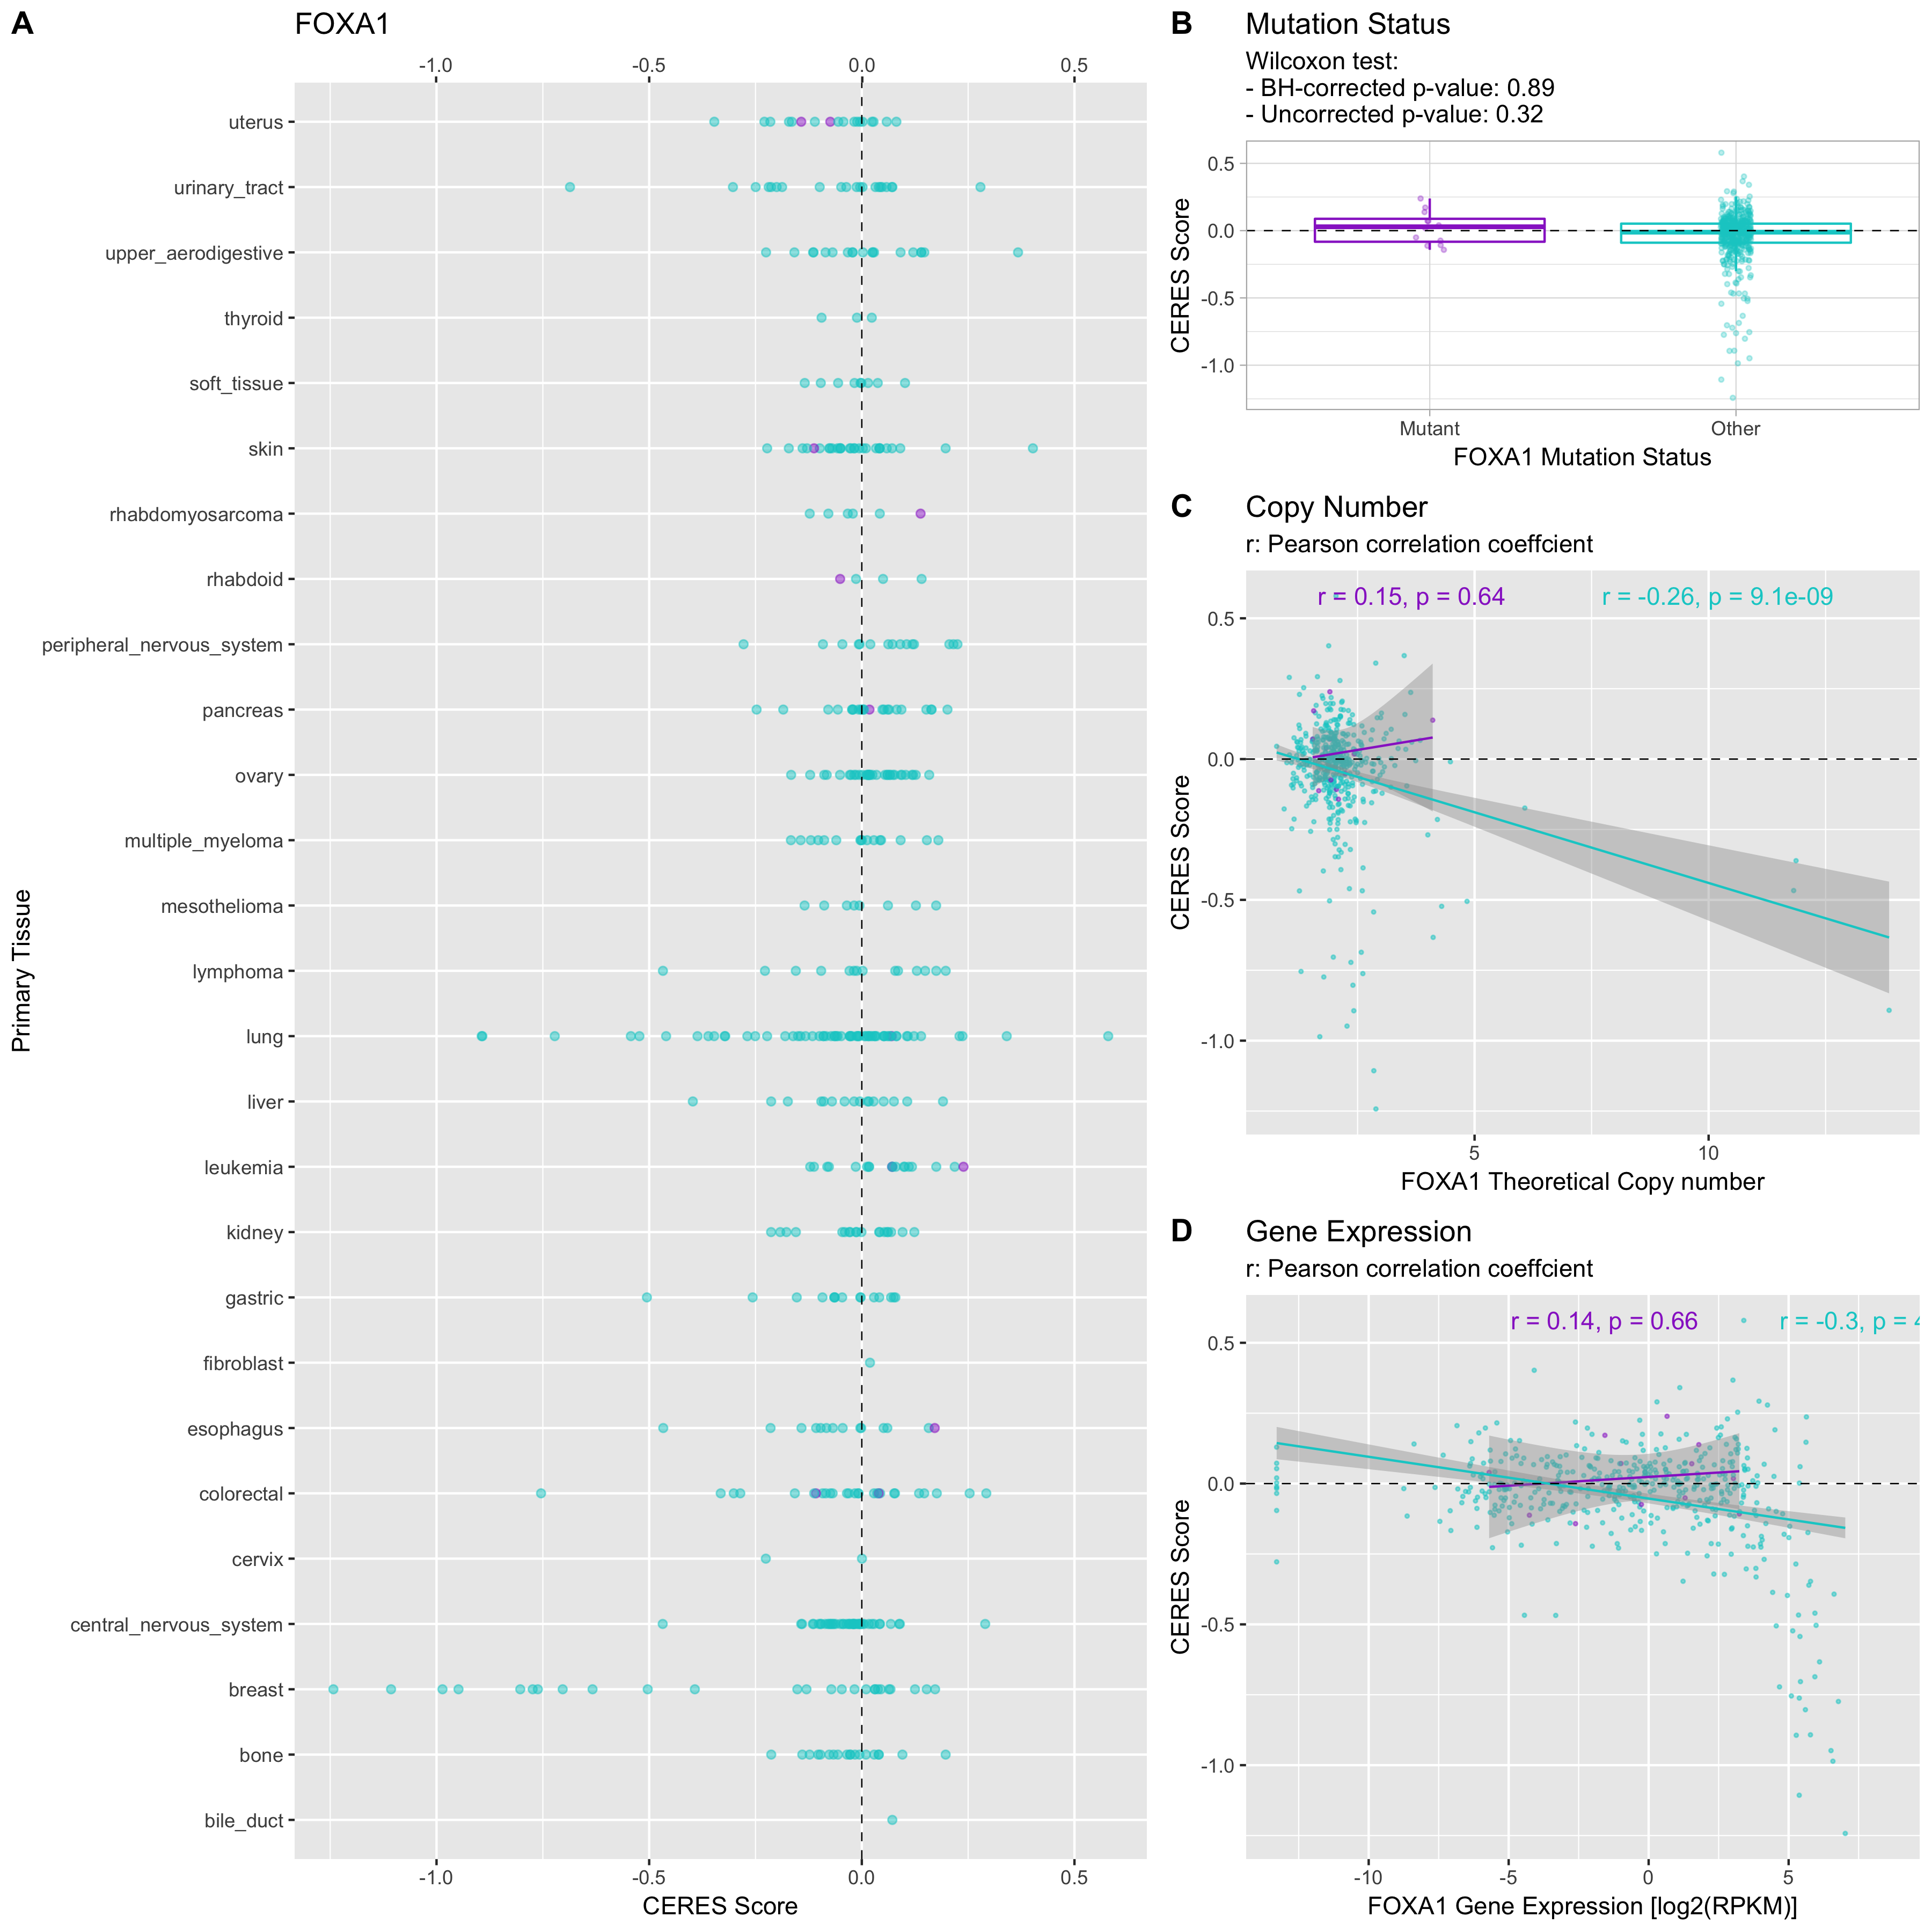 A
FOXA1
-1.0 -0.5 0.0 0.5
uterus
urinary_tract
upper_aerodigestive
thyroid
soft_tissue
skin
rhabdomyosarcoma
rhabdoid
peripheral_nervous_system
pancreas
ovary
multiple_myeloma
mesothelioma
lymphoma
lung
liver
leukemia
kidney
gastric
fibroblast
esophagus
colorectal
cervix
central_nervous_system
breast
bone
bile_duct
Primary Tissue
-1.0 -0.5 0.0 0.5
CERES Score
B
Mutation Status
Wilcoxon test:
- BH-corrected p-value: 0.89
- Uncorrected p-value: 0.32
0.5
0.0
-0.5
-1.0
CERES Score
Mutant Other
FOXA1 Mutation Status
C
Copy Number
r: Pearson correlation coeffcient
r = 0.15, p = 0.64 r = -0.26, p = 9.1e-09
0.5
0.0
-0.5
-1.0
CERES Score
5 10
FOXA1 Theoretical Copy number
D
Gene Expression
r: Pearson correlation coeffcient
r = 0.14, p = 0.66 r = -0.3, p =
0.5
0.0
-0.5
-1.0
CERES Score
-10 -5 0 5
FOXA1 Gene Expression [log2(RPKM)]